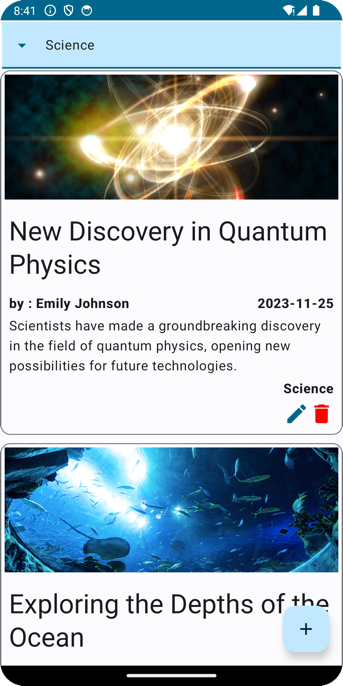 8:41
Science
New Discovery in Quantum
Physics
by : Emily Johnson 2023-11-25
Scientists have made a groundbreaking discovery
in the field of quantum physics, opening new
possibilities for future technologies.
Science
Exploring the Depths of the
Ocean
+